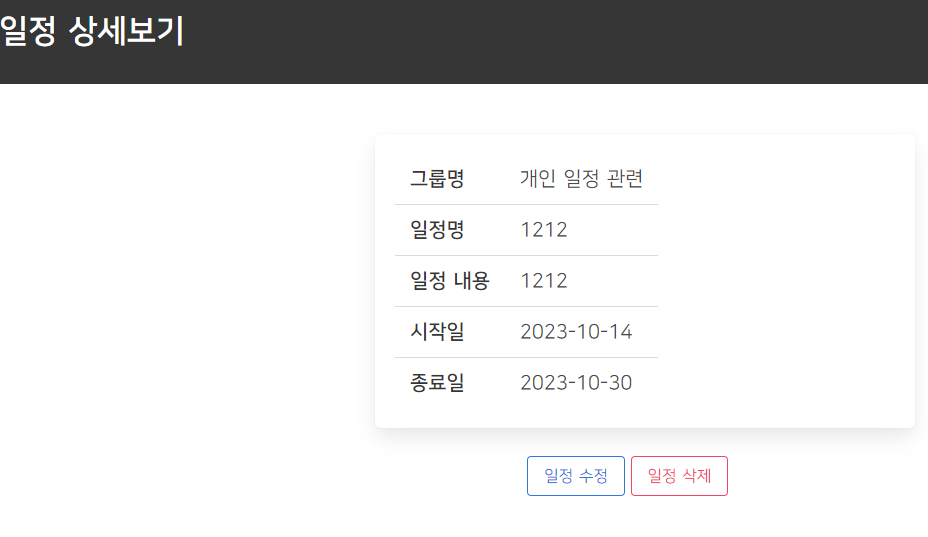 일정 상세보기
그룹명 개인 일정 관련
일정명 1212
일정 내용 1212
시작일 2023-10-14
종료일 2023-10-30
일정 수정 일정 삭제